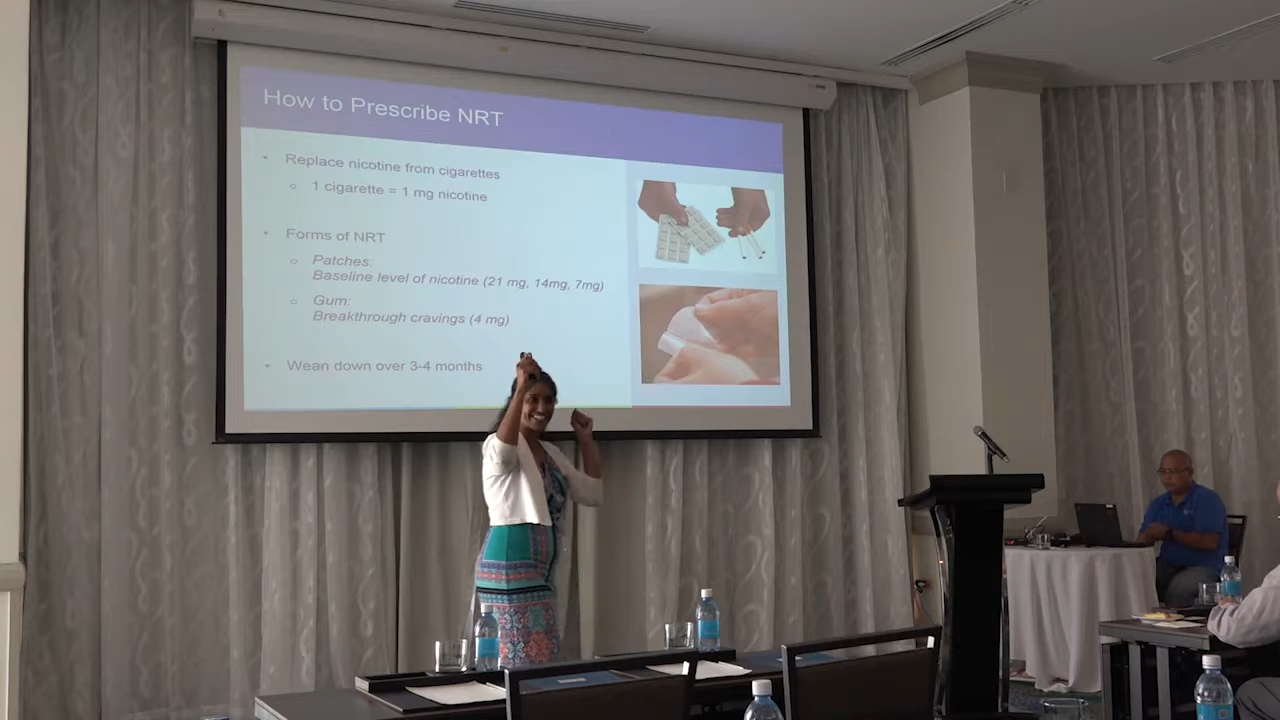 How to Prescribe NRT
• Replace nicotine from cigarettes
○ 1 cigarette = 1 mg nicotine
• Forms of NRT
○ Patches:
Baseline level of nicotine (21 mg, 14mg, 7mg)
○ Gum:
Breakthrough cravings (4 mg)
• Wean down over 3-4 months